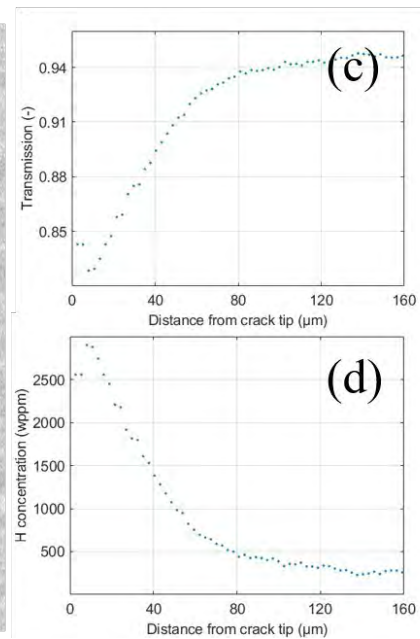 (c)
0.94
0.91
0.88
0.85
Transmission (-)
0 40 80 120 160
Distance from crack tip (μm)
(d)
2500
2000
1500
1000
500
H concentration (wppm)
0 40 80 120 160
Distance from crack tip (μm)